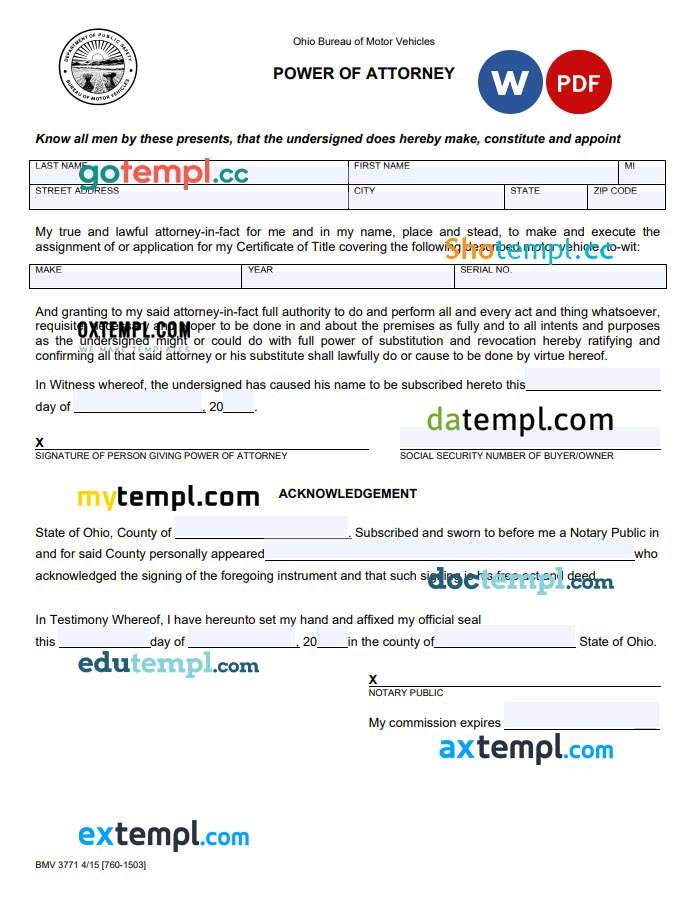 DEPARTMENT OF PUBLIC SAFETY
BUREAU OF MOTOR VEHICLES
Ohio Bureau of Motor Vehicles
POWER OF ATTORNEY
W
PDF
Know all men by these presents, that the undersigned does hereby make, constitute and appoint
LAST NAME FIRST NAME MI
gotempl.cc
STREET ADDRESS CITY STATE ZIP CODE
My true and lawful attorney-in-fact for me and in my name, place and stead, to make and execute the
assignment of or application for my Certificate of Title covering the following described motor vehicle, to-wit:
Shotempl.cc
MAKE YEAR SERIAL NO.
And granting to my said attorney-in-fact full authority to do and perform all and every act and thing whatsoever,
requisite, necessary and proper to be done in and about the premises as fully and to all intents and purposes
OXTEMPL.COM
as the undersigned might or could do with full power of substitution and revocation hereby ratifying and
WE MAKE TEMPLATES
confirming all that said attorney or his substitute shall lawfully do or cause to be done by virtue hereof.
In Witness whereof, the undersigned has caused his name to be subscribed hereto this
day of , 20 .
datempl.com
X
SIGNATURE OF PERSON GIVING POWER OF ATTORNEY SOCIAL SECURITY NUMBER OF BUYER/OWNER
mytempl.com
ACKNOWLEDGEMENT
State of Ohio, County of . Subscribed and sworn to before me a Notary Public in
and for said County personally appeared who
acknowledged the signing of the foregoing instrument and that such signing is his free act and deed.
doctempl.com
In Testimony Whereof, I have hereunto set my hand and affixed my official seal
this day of , 20 in the county of State of Ohio.
edutempl.com
X
NOTARY PUBLIC
My commission expires
axtempl.com
extempl.com
BMV 3771 4/15 [760-1503]